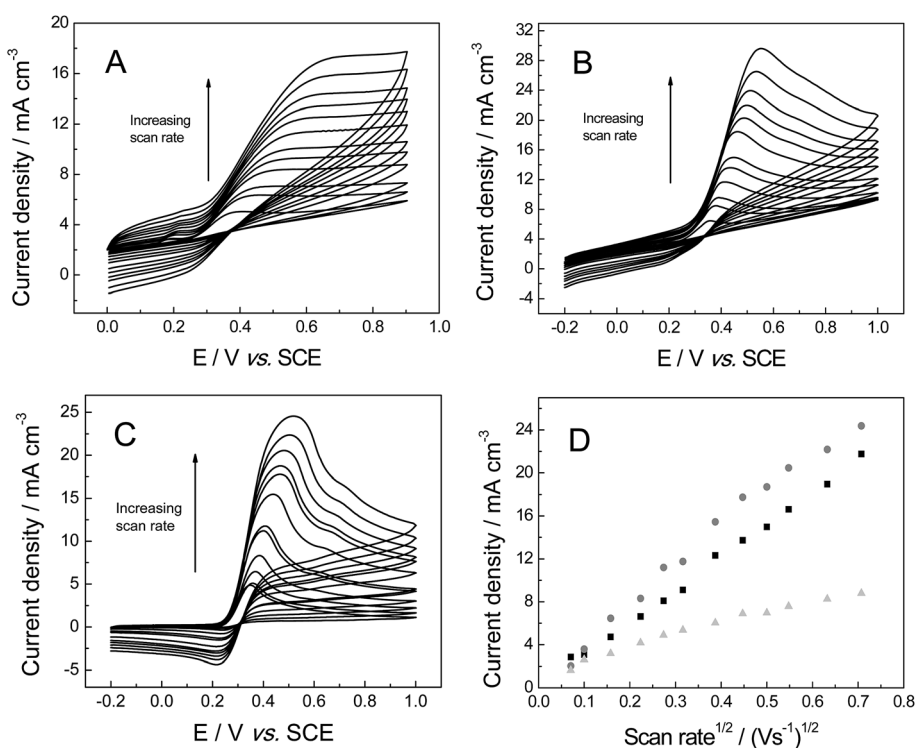 A
Increasing
scan rate
Current density / mA cm-3
20
16
12
8
4
0
0.0 0.2 0.4 0.6 0.8 1.0
E / V vs. SCE
B
Increasing
scan rate
Current density / mA cm-3
32
28
24
20
16
12
8
4
0
-4
-0.2 0.0 0.2 0.4 0.6 0.8 1.0
E / V vs. SCE
C
Increasing
scan rate
Current density / mA cm-3
25
20
15
10
5
0
-5
-0.2 0.0 0.2 0.4 0.6 0.8 1.0
E / V vs. SCE
D
Current density / mA cm-3
28
24
20
16
12
8
4
0
0.0 0.1 0.2 0.3 0.4 0.5 0.6 0.7 0.8
Scan rate1/2 / (Vs-1)1/2